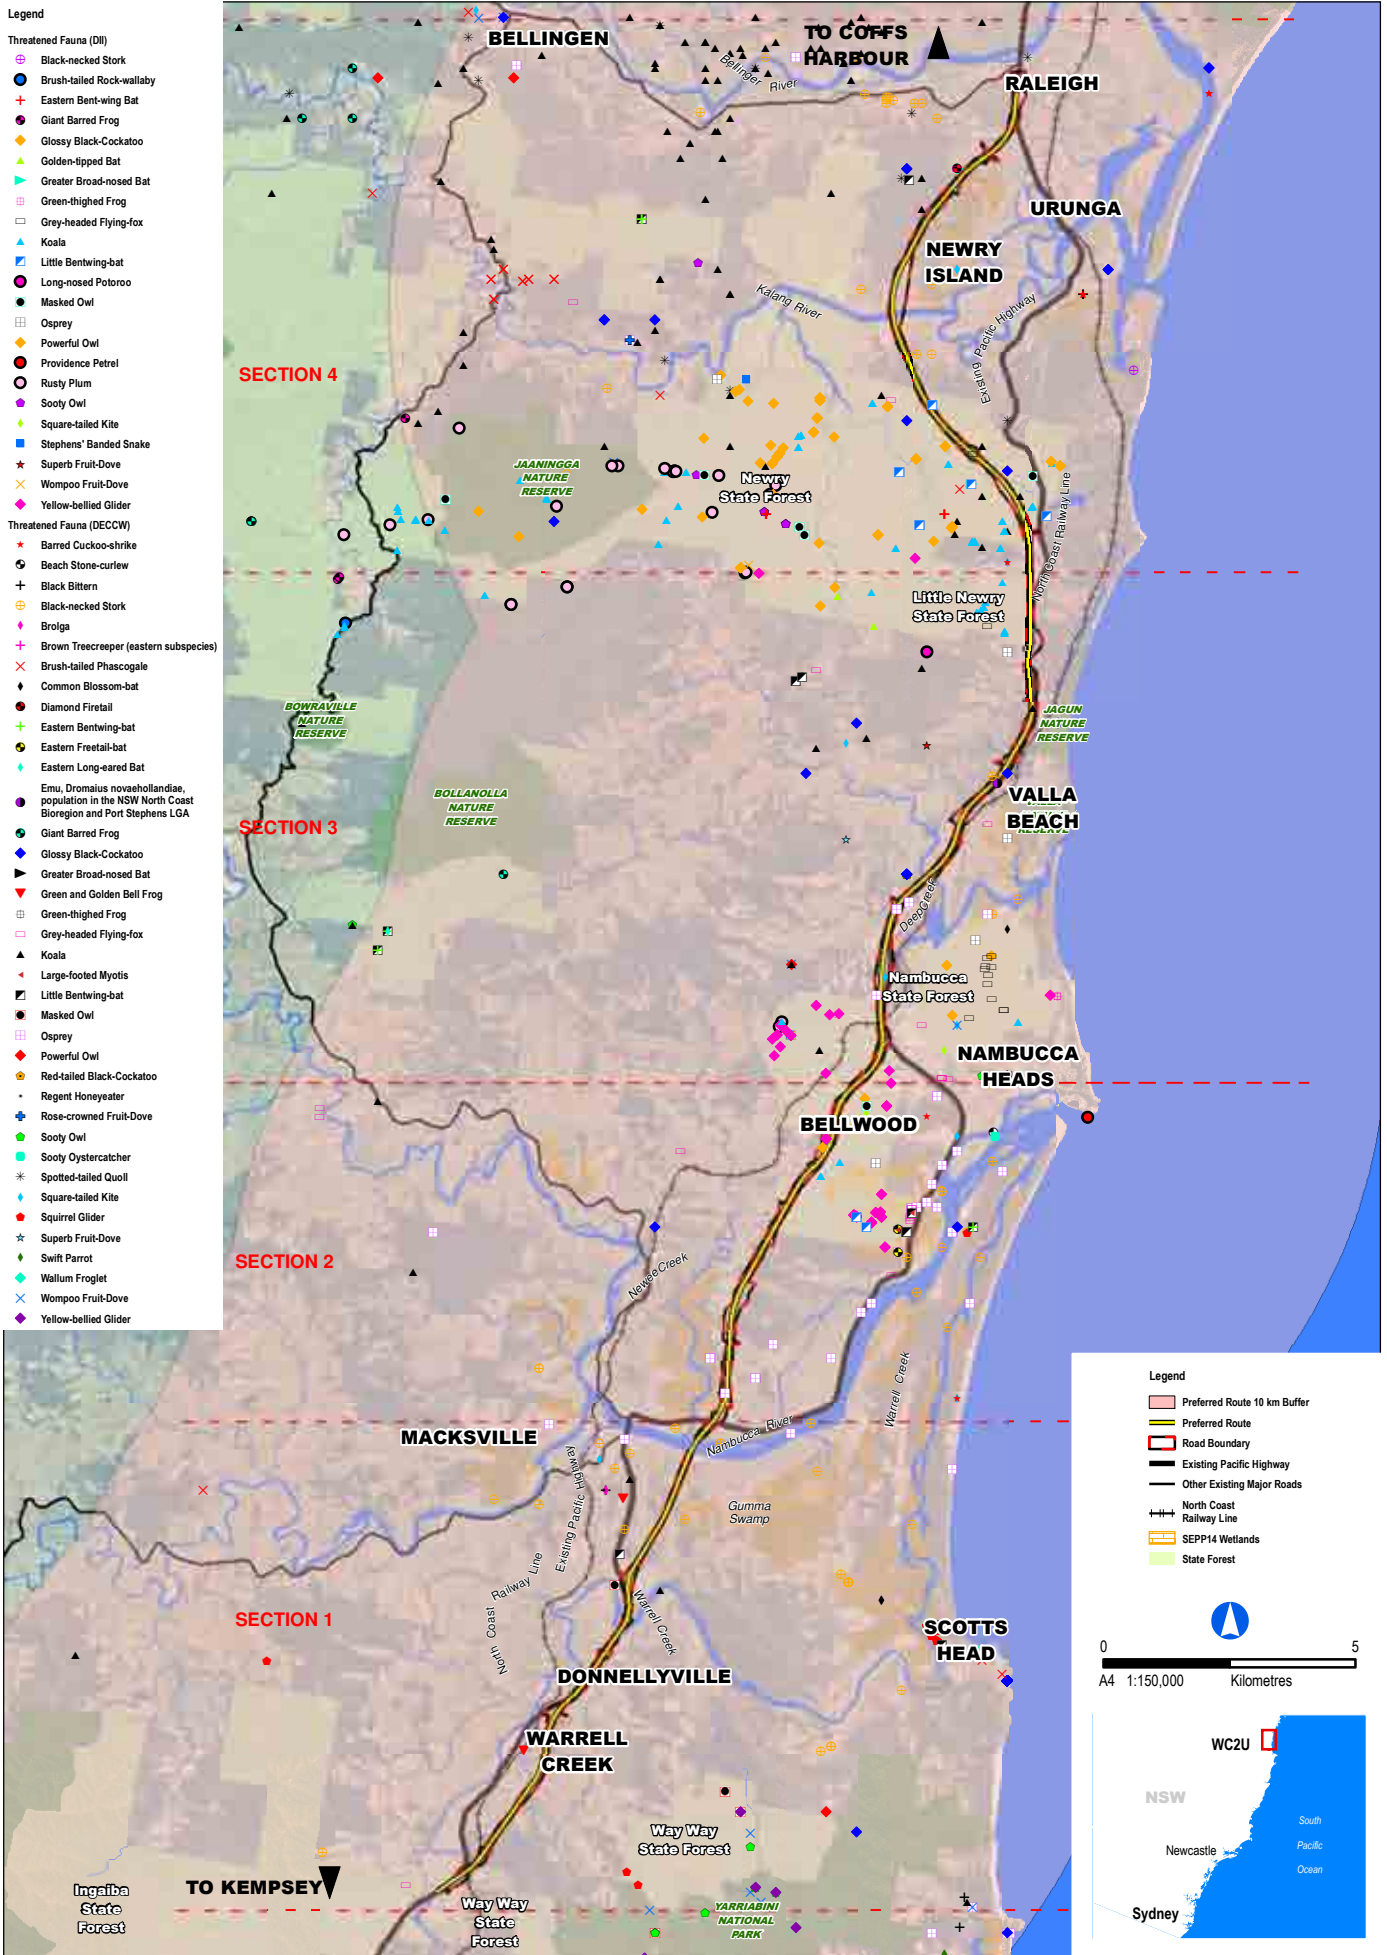 Legend
Threatened Fauna (DII)
Black-necked Stork
Brush-tailed Rock-wallaby
Eastern Bent-wing Bat
Giant Barred Frog
Glossy Black-Cockatoo
Golden-tipped Bat
Greater Broad-nosed Bat
Green-thighed Frog
Grey-headed Flying-fox
Koala
Little Bentwing-bat
Long-nosed Potoroo
Masked Owl
Osprey
Powerful Owl
Providence Petrel
Rusty Plum
Sooty Owl
Square-tailed Kite
Stephens' Banded Snake
Superb Fruit-Dove
Wompoo Fruit-Dove
Yellow-bellied Glider
Threatened Fauna (DECCW)
Barred Cuckoo-shrike
Beach Stone-curlew
Black Bittern
Black-necked Stork
Brolga
Brown Treecreeper (eastern subspecies)
Brush-tailed Phascogale
Common Blossom-bat
Diamond Firetail
Eastern Bentwing-bat
Eastern Freetail-bat
Eastern Long-eared Bat
Emu, Dromaius novaehollandiae,
population in the NSW North Coast
Bioregion and Port Stephens LGA
Giant Barred Frog
Glossy Black-Cockatoo
Greater Broad-nosed Bat
Green and Golden Bell Frog
Green-thighed Frog
Grey-headed Flying-fox
Koala
Large-footed Myotis
Little Bentwing-bat
Masked Owl
Osprey
Powerful Owl
Red-tailed Black-Cockatoo
Regent Honeyeater
Rose-crowned Fruit-Dove
Sooty Owl
Sooty Oystercatcher
Spotted-tailed Quoll
Square-tailed Kite
Squirrel Glider
Superb Fruit-Dove
Swift Parrot
Wallum Froglet
Wompoo Fruit-Dove
Yellow-bellied Glider
BELLINGEN
TO COFFS
HARBOUR
Bellinger River
RALEIGH
URUNGA
NEWRY
ISLAND
Kalang River
Existing Pacific Highway
SECTION 4
JAANINGGA
NATURE
RESERVE
Newry
State Forest
North Coast Railway Line
Little Newry
State Forest
BOWRAVILLE
NATURE
RESERVE
JAGUN
NATURE
RESERVE
BOLLANOLLA
NATURE
RESERVE
VALLA
BEACH
RESERVE
SECTION 3
Deep Creek
Nambucca
State Forest
NAMBUCCA
HEADS
BELLWOOD
SECTION 2
Newee Creek
Warrell Creek
MACKSVILLE
Nambucca River
Existing Pacific Highway
Gumma
Swamp
North Coast Railway Line
Warrell Creek
SECTION 1
SCOTTS
HEAD
DONNELLYVILLE
WARRELL
CREEK
Way Way
State Forest
TO KEMPSEY
Ingaiba
State
Forest
Way Way
State
Forest
YARRIABINI
NATIONAL
PARK
Legend
Preferred Route 10 km Buffer
Preferred Route
Road Boundary
Existing Pacific Highway
Other Existing Major Roads
North Coast
Railway Line
SEPP14 Wetlands
State Forest
0 5
A4 1:150,000 Kilometres
WC2U
NSW
Newcastle
South
Pacific
Ocean
Sydney